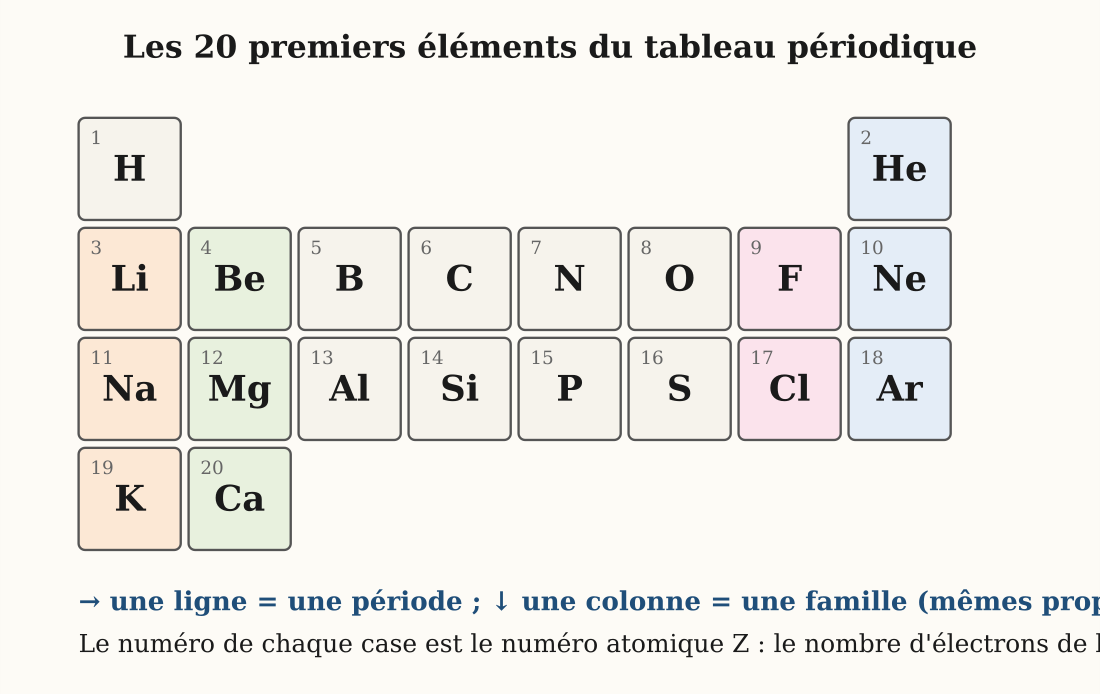 Les 20 premiers éléments du tableau périodique
1 2
H He
3 4 5 6 7 8 9 10
Li Be B C N O F Ne
11 12 13 14 15 16 17 18
Na Mg Al Si P S Cl Ar
19 20
K Ca
→ une ligne = une période ; ↓ une colonne = une famille (mêmes prop
Le numéro de chaque case est le numéro atomique Z : le nombre d'électrons de